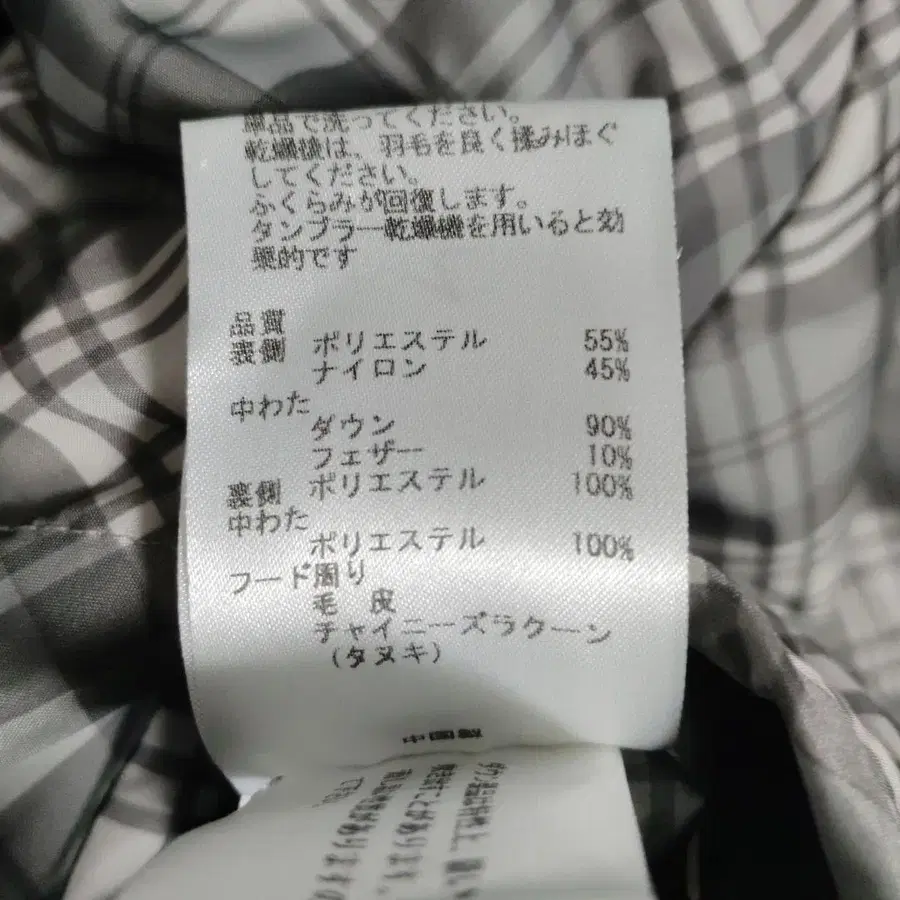 単品で洗ってください。
乾燥後は、羽毛を良く揉みほぐ
してください。
ふくらみが回復します。
タンブラー乾燥機を用いると効
果的です
品質
表側 ポリエステル 55%
ナイロン 45%
中わた
ダウン 90%
フェザー 10%
裏側 ポリエステル 100%
中わた
ポリエステル 100%
フード周り
毛 皮
チャイニーズラクーン
(タヌキ)